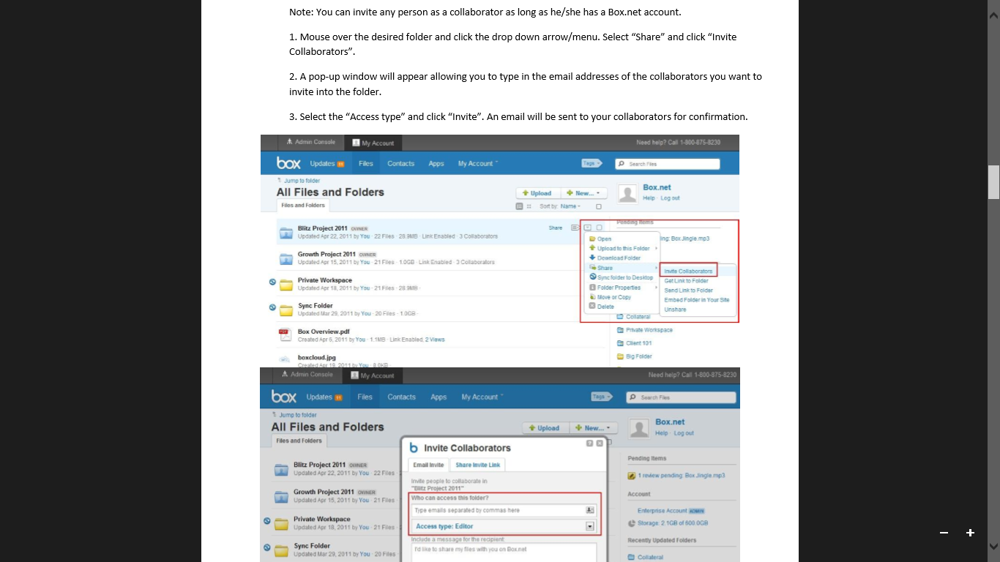 Note: You can invite any person as a collaborator as long as he/she has a Box.net account.
1. Mouse over the desired folder and click the drop down arrow/menu. Select “Share” and click “Invite
Collaborators”.
2. A pop-up window will appear allowing you to type in the email addresses of the collaborators you want to
invite into the folder.
3. Select the “Access type” and click “Invite”. An email will be sent to your collaborators for confirmation.
Admin Console My Account Need help? Call 1-800-875-8230
box Updates 11 Files Contacts Apps My Account Tags Search Files
Jump to folder
All Files and Folders Upload New...
Box.net
Help · Log out
Files and Folders
Sort by: Name
Blitz Project 2011 OWNER
Updated Apr 22, 2011 by You · 22 Files · 28.9MB · Link Enabled · 3 Collaborators
Share
Growth Project 2011 OWNER
Updated Apr 15, 2011 by You · 21 Files · 1.0GB · Link Enabled · 3 Collaborators
Private Workspace
Updated Apr 18, 2011 by You · 21 Files · 28.9MB ·
Sync Folder
Updated Mar 29, 2011 by You · 20 Files · 1.0GB ·
Box Overview.pdf
Created Apr 6, 2011 by You · 1.1MB · Link Enabled, 2 Views
boxcloud.jpg
Created Apr 19, 2011 by You · 8.0KB ·
Pending Items
ng: Box Jingle.mp3
Open
Upload to this Folder
Download Folder
Share
Sync folder to Desktop
Folder Properties
Move or Copy
Delete
Invite Collaborators
Get Link to Folder
Send Link to Folder
Embed Folder in Your Site
Unshare
Collateral
Private Workspace
Client 101
Big Folder
Admin Console My Account Need help? Call 1-800-875-8230
box Updates 11 Files Contacts Apps My Account Tags Search Files
Jump to folder
All Files and Folders Upload New...
Box.net
Help · Log out
Files and Folders
Blitz Project 2011 OWNER
Updated Apr 22, 2011 by You · 22 Files ·
Growth Project 2011 OWNER
Updated Apr 15, 2011 by You · 21 Files ·
Private Workspace
Updated Apr 18, 2011 by You · 21 Files ·
Sync Folder
Updated Mar 29, 2011 by You · 20 Files ·
b Invite Collaborators ?
Email Invite Share Invite Link
Invite people to collaborate in
"Blitz Project 2011"
Who can access this folder?
Type emails separated by commas here
Access type: Editor
Include a message for the recipient:
I'd like to share my files with you on Box.net
Pending Items
1 review pending: Box Jingle.mp3
Account
Enterprise Account ADMIN
Storage: 2.1GB of 500.0GB
Recently Updated Folders
Collateral